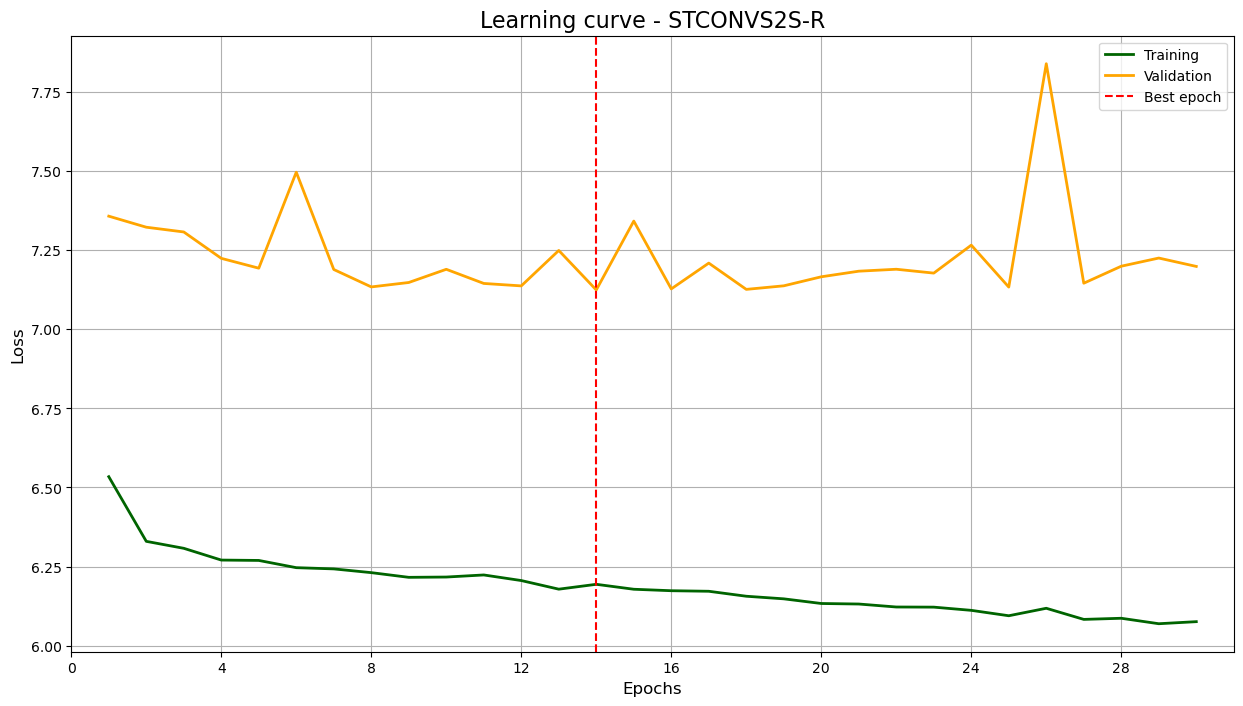 Learning curve - STCONVS2S-R
Training
Validation
Best epoch
Loss
7.75
7.50
7.25
7.00
6.75
6.50
6.25
6.00
0 4 8 12 16 20 24 28
Epochs